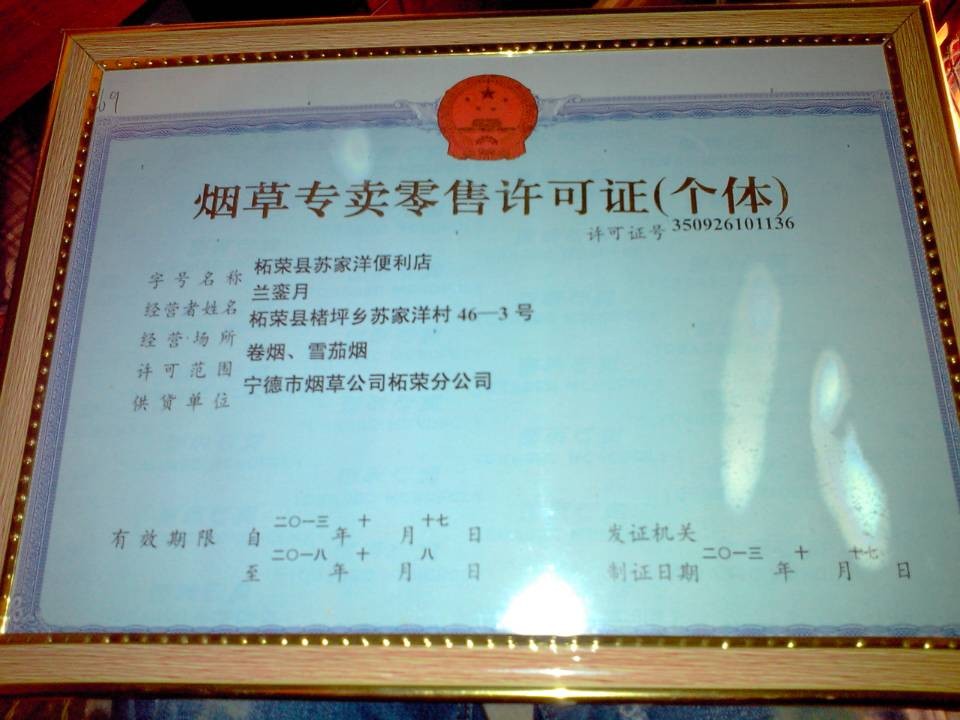 69
烟草专卖零售许可证(个体)
许可证号 350926101136
字号名称 柘荣县苏家洋便利店
经营者姓名 兰銮月
经营场所 柘荣县楮坪乡苏家洋村 46—3 号
许可范围 卷烟、雪茄烟
供货单位 宁德市烟草公司柘荣分公司
有效期限 自 二〇一三 年 十 月 十七 日
至 二〇一八 年 十 月 八 日
发证机关
制证日期 二〇一三 年 十 月 十七 日